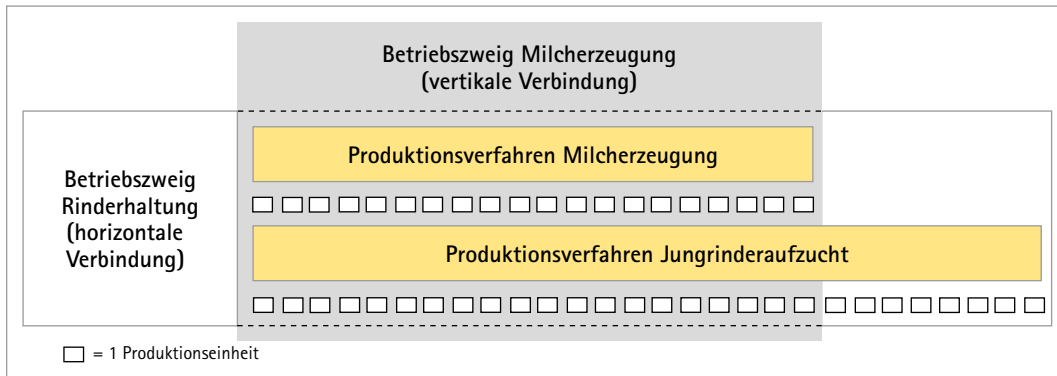 Betriebszweig Milcherzeugung
(vertikale Verbindung)
Produktionsverfahren Milcherzeugung
Betriebszweig
Rinderhaltung
(horizontale
Verbindung)
Produktionsverfahren Jungrinderaufzucht
= 1 Produktionseinheit